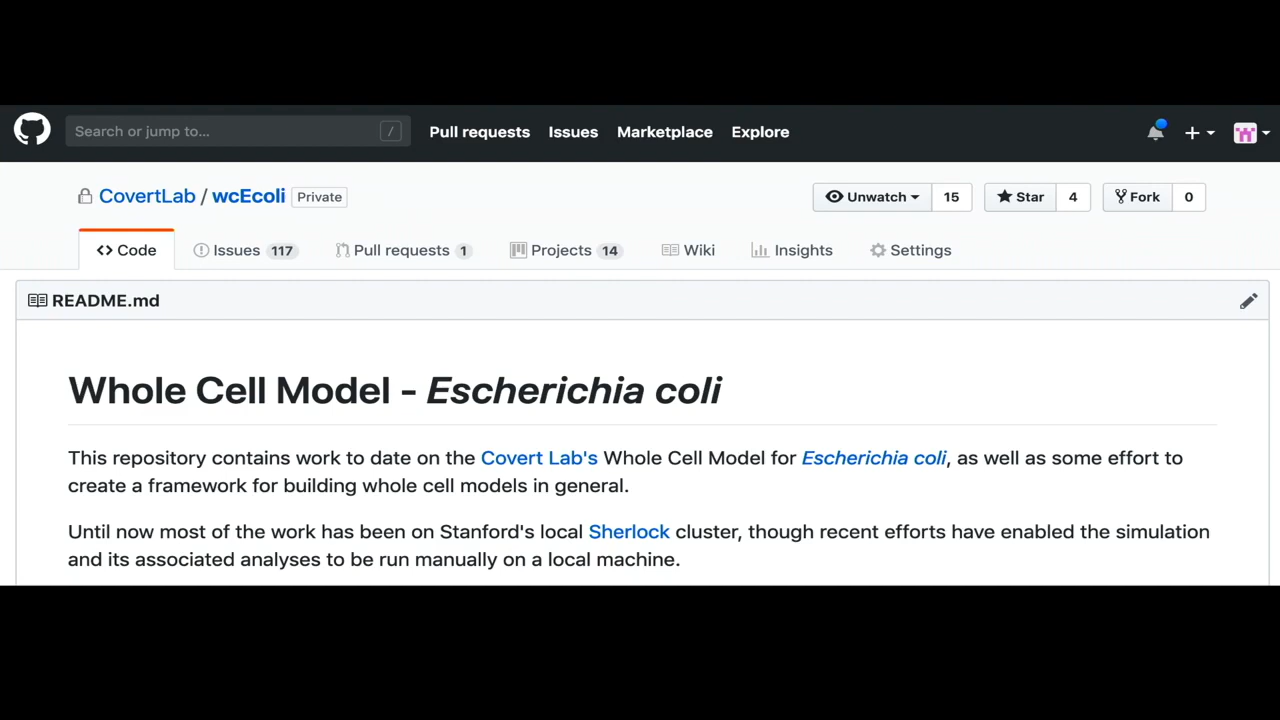 Search or jump to... /
Pull requests Issues Marketplace Explore
CovertLab / wcEcoli Private
Unwatch 15 Star 4 Fork 0
Code Issues 117 Pull requests 1 Projects 14 Wiki Insights Settings
README.md
Whole Cell Model - Escherichia coli
This repository contains work to date on the Covert Lab's Whole Cell Model for Escherichia coli, as well as some effort to
create a framework for building whole cell models in general.
Until now most of the work has been on Stanford's local Sherlock cluster, though recent efforts have enabled the simulation
and its associated analyses to be run manually on a local machine.